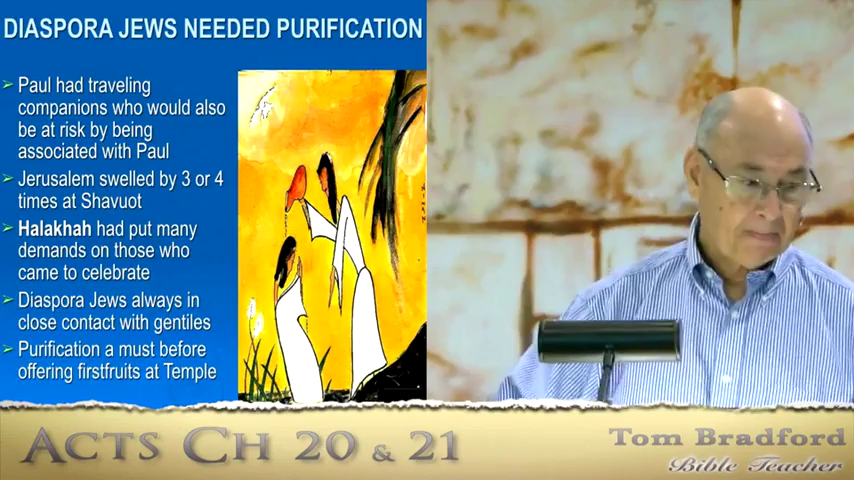 DIASPORA JEWS NEEDED PURIFICATION
➢ Paul had traveling
companions who would also
be at risk by being
associated with Paul
➢ Jerusalem swelled by 3 or 4
times at Shavuot
➢ Halakhah had put many
demands on those who
came to celebrate
➢ Diaspora Jews always in
close contact with gentiles
➢ Purification a must before
offering firstfruits at Temple
ACTS CH 20 & 21
Tom Bradford
Bible Teacher